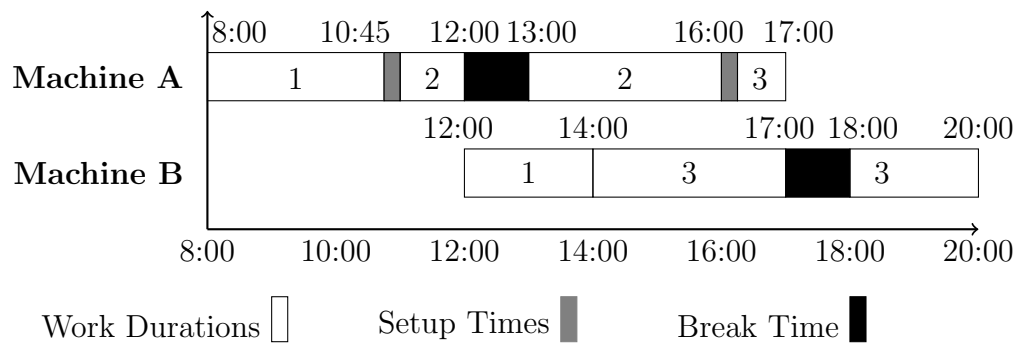 8:00 10:45 12:00 13:00 16:00 17:00
Machine A 1 2 2 3
12:00 14:00 17:00 18:00 20:00
Machine B 1 3 3
8:00 10:00 12:00 14:00 16:00 18:00 20:00
Work Durations Setup Times Break Time